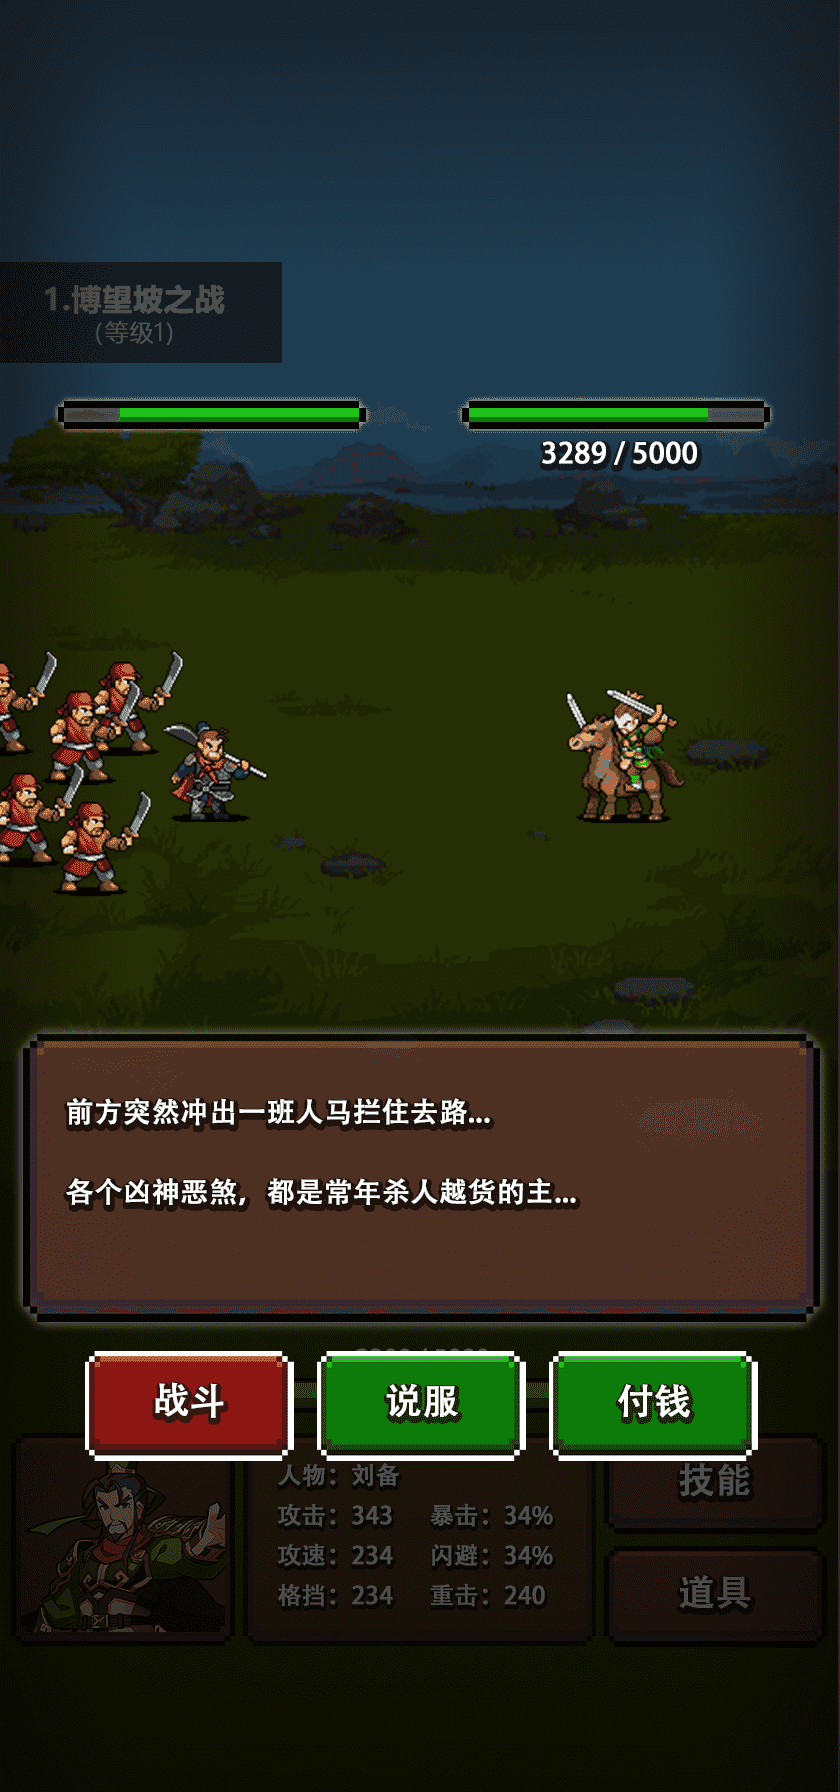 1.博望坡之战
(等级1)
3289 / 5000
前方突然冲出一班人马拦住去路...
各个凶神恶煞，都是常年杀人越货的主...
战斗
说服
付钱
人物：刘备
攻击：343 暴击：34%
攻速：234 闪避：34%
格挡：234 重击：240
技能
道具